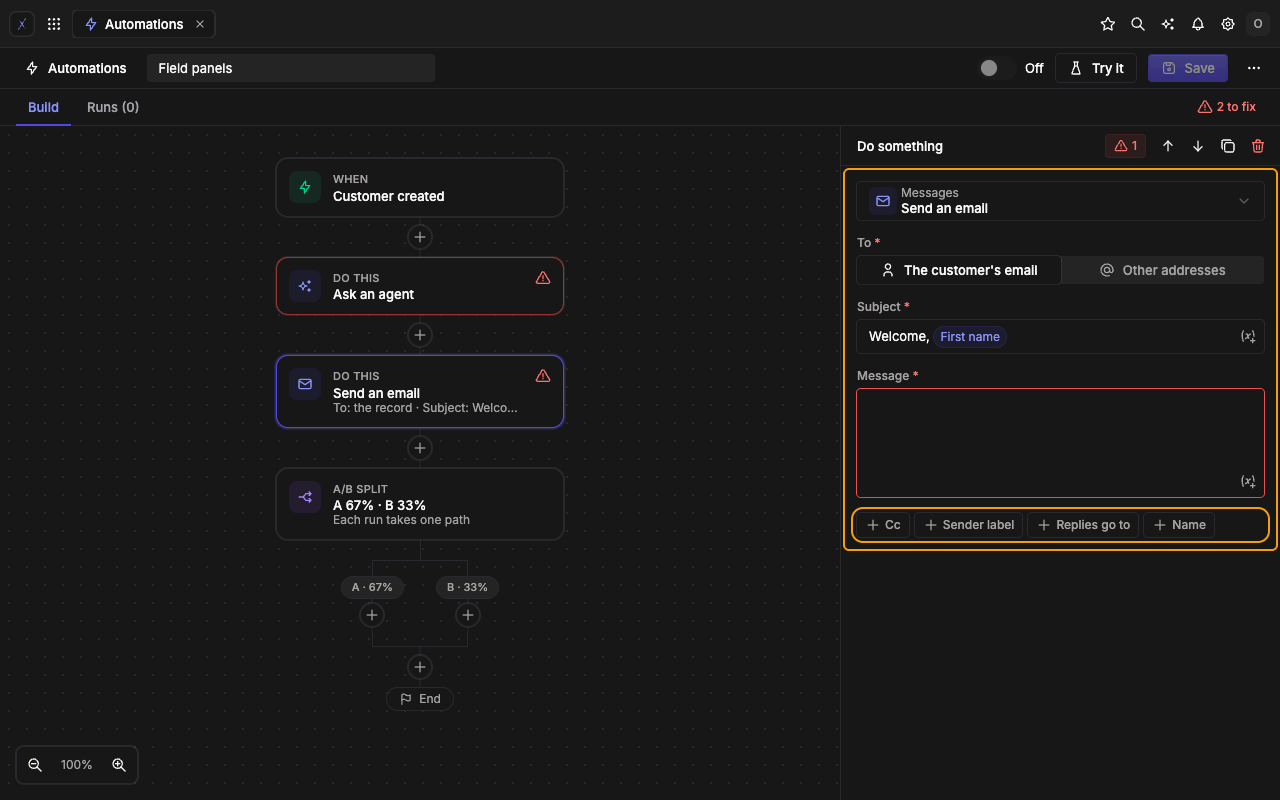 Automations
O
Automations
Field panels
Off
Try it
Save
Build
Runs (0)
2 to fix
WHEN
Customer created
DO THIS
Ask an agent
DO THIS
Send an email
To: the record · Subject: Welco...
A/B SPLIT
A 67% · B 33%
Each run takes one path
A · 67%
B · 33%
End
100%
Do something
1
Messages
Send an email
To *
The customer's email
Other addresses
Subject *
Welcome, First name
Message *
Cc
Sender label
Replies go to
Name